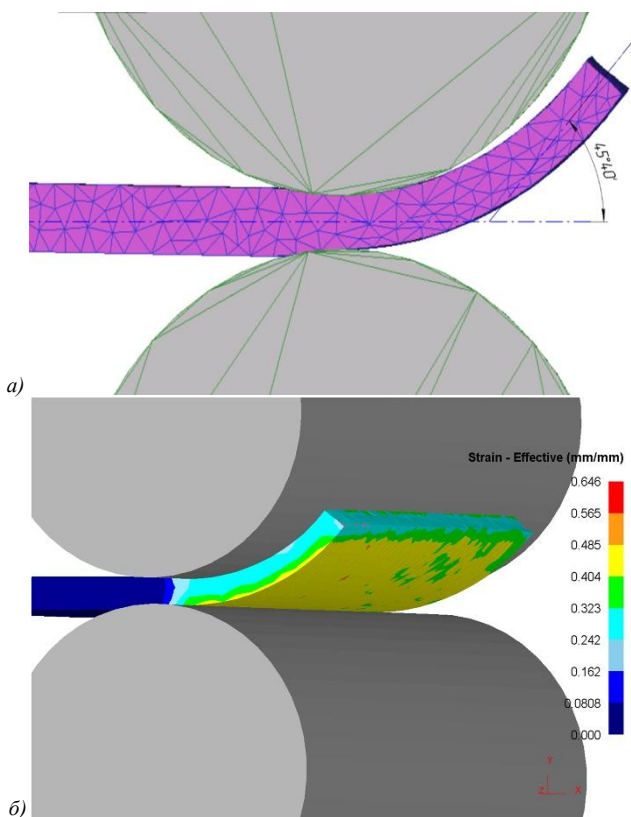 45°40'
а)
Strain - Effective (mm/mm)
0.646
0.565
0.485
0.404
0.323
0.242
0.162
0.0808
0.000
Y
Z X
б)